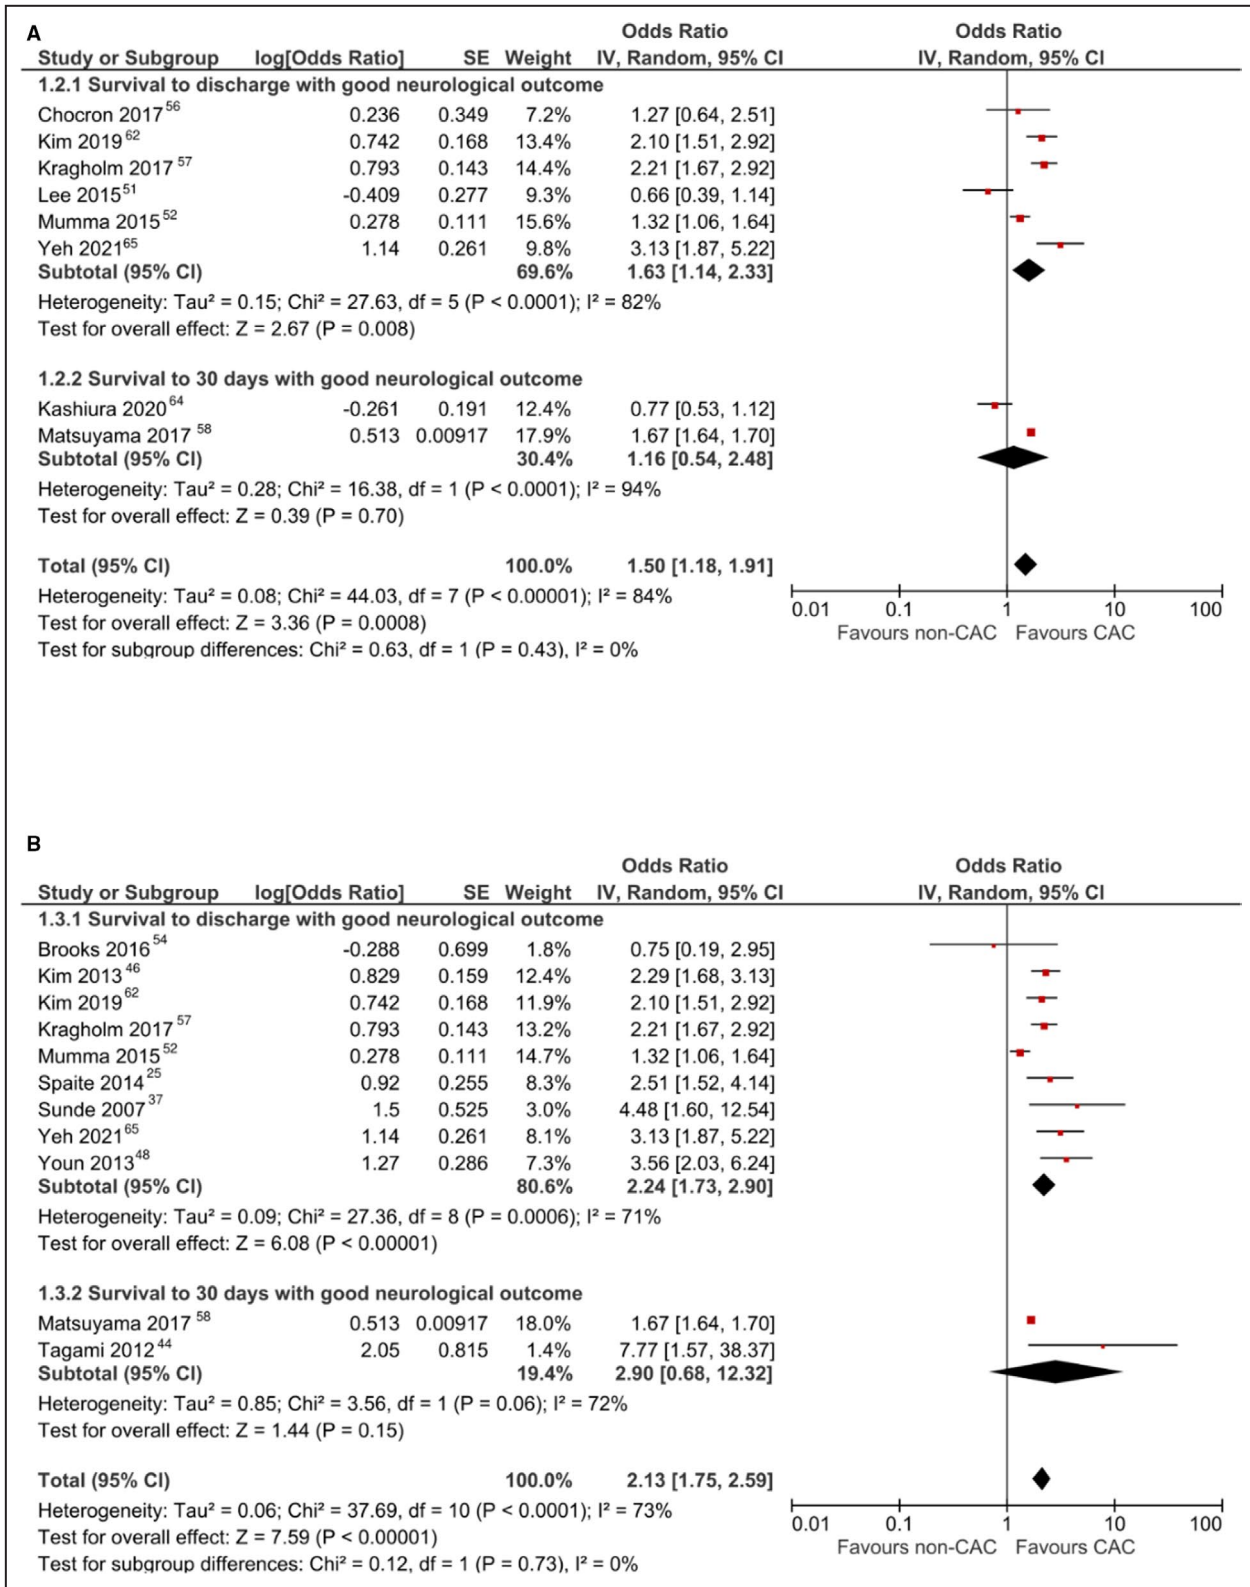 A
Odds Ratio Odds Ratio
Study or Subgroup log[Odds Ratio] SE Weight IV, Random, 95% CI IV, Random, 95% CI
1.2.1 Survival to discharge with good neurological outcome
Chocron 2017 56 0.236 0.349 7.2% 1.27 [0.64, 2.51]
Kim 2019 62 0.742 0.168 13.4% 2.10 [1.51, 2.92]
Kragholm 2017 57 0.793 0.143 14.4% 2.21 [1.67, 2.92]
Lee 2015 51 -0.409 0.277 9.3% 0.66 [0.39, 1.14]
Mumma 2015 52 0.278 0.111 15.6% 1.32 [1.06, 1.64]
Yeh 2021 65 1.14 0.261 9.8% 3.13 [1.87, 5.22]
Subtotal (95% CI) 69.6% 1.63 [1.14, 2.33]
Heterogeneity: Tau² = 0.15; Chi² = 27.63, df = 5 (P < 0.0001); I² = 82%
Test for overall effect: Z = 2.67 (P = 0.008)
1.2.2 Survival to 30 days with good neurological outcome
Kashiura 2020 64 -0.261 0.191 12.4% 0.77 [0.53, 1.12]
Matsuyama 2017 58 0.513 0.00917 17.9% 1.67 [1.64, 1.70]
Subtotal (95% CI) 30.4% 1.16 [0.54, 2.48]
Heterogeneity: Tau² = 0.28; Chi² = 16.38, df = 1 (P < 0.0001); I² = 94%
Test for overall effect: Z = 0.39 (P = 0.70)
Total (95% CI) 100.0% 1.50 [1.18, 1.91]
Heterogeneity: Tau² = 0.08; Chi² = 44.03, df = 7 (P < 0.00001); I² = 84%
Test for overall effect: Z = 3.36 (P = 0.0008)
Test for subgroup differences: Chi² = 0.63, df = 1 (P = 0.43), I² = 0%
0.01 0.1 1 10 100
Favours non-CAC Favours CAC
B
Odds Ratio Odds Ratio
Study or Subgroup log[Odds Ratio] SE Weight IV, Random, 95% CI IV, Random, 95% CI
1.3.1 Survival to discharge with good neurological outcome
Brooks 2016 54 -0.288 0.699 1.8% 0.75 [0.19, 2.95]
Kim 2013 46 0.829 0.159 12.4% 2.29 [1.68, 3.13]
Kim 2019 62 0.742 0.168 11.9% 2.10 [1.51, 2.92]
Kragholm 2017 57 0.793 0.143 13.2% 2.21 [1.67, 2.92]
Mumma 2015 52 0.278 0.111 14.7% 1.32 [1.06, 1.64]
Spaite 2014 25 0.92 0.255 8.3% 2.51 [1.52, 4.14]
Sunde 2007 37 1.5 0.525 3.0% 4.48 [1.60, 12.54]
Yeh 2021 65 1.14 0.261 8.1% 3.13 [1.87, 5.22]
Youn 2013 48 1.27 0.286 7.3% 3.56 [2.03, 6.24]
Subtotal (95% CI) 80.6% 2.24 [1.73, 2.90]
Heterogeneity: Tau² = 0.09; Chi² = 27.36, df = 8 (P = 0.0006); I² = 71%
Test for overall effect: Z = 6.08 (P < 0.00001)
1.3.2 Survival to 30 days with good neurological outcome
Matsuyama 2017 58 0.513 0.00917 18.0% 1.67 [1.64, 1.70]
Tagami 2012 44 2.05 0.815 1.4% 7.77 [1.57, 38.37]
Subtotal (95% CI) 19.4% 2.90 [0.68, 12.32]
Heterogeneity: Tau² = 0.85; Chi² = 3.56, df = 1 (P = 0.06); I² = 72%
Test for overall effect: Z = 1.44 (P = 0.15)
Total (95% CI) 100.0% 2.13 [1.75, 2.59]
Heterogeneity: Tau² = 0.06; Chi² = 37.69, df = 10 (P < 0.0001); I² = 73%
Test for overall effect: Z = 7.59 (P < 0.00001)
Test for subgroup differences: Chi² = 0.12, df = 1 (P = 0.73), I² = 0%
0.01 0.1 1 10 100
Favours non-CAC Favours CAC